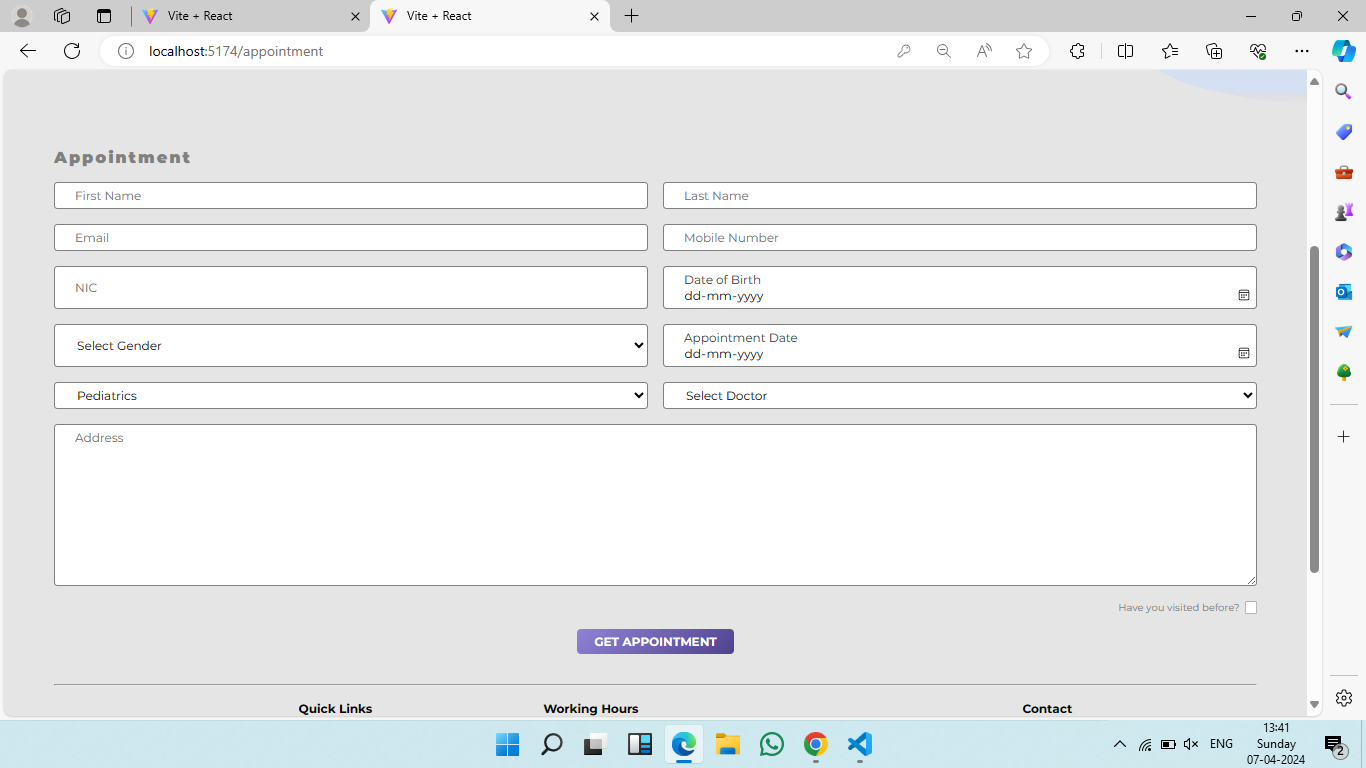 Vite + React
Vite + React
localhost:5174/appointment
Appointment
First Name
Last Name
Email
Mobile Number
NIC
Date of Birth
dd-mm-yyyy
Select Gender
Appointment Date
dd-mm-yyyy
Pediatrics
Select Doctor
Address
Have you visited before?
GET APPOINTMENT
Quick Links
Working Hours
Contact
ENG
13:41
Sunday
07-04-2024
2